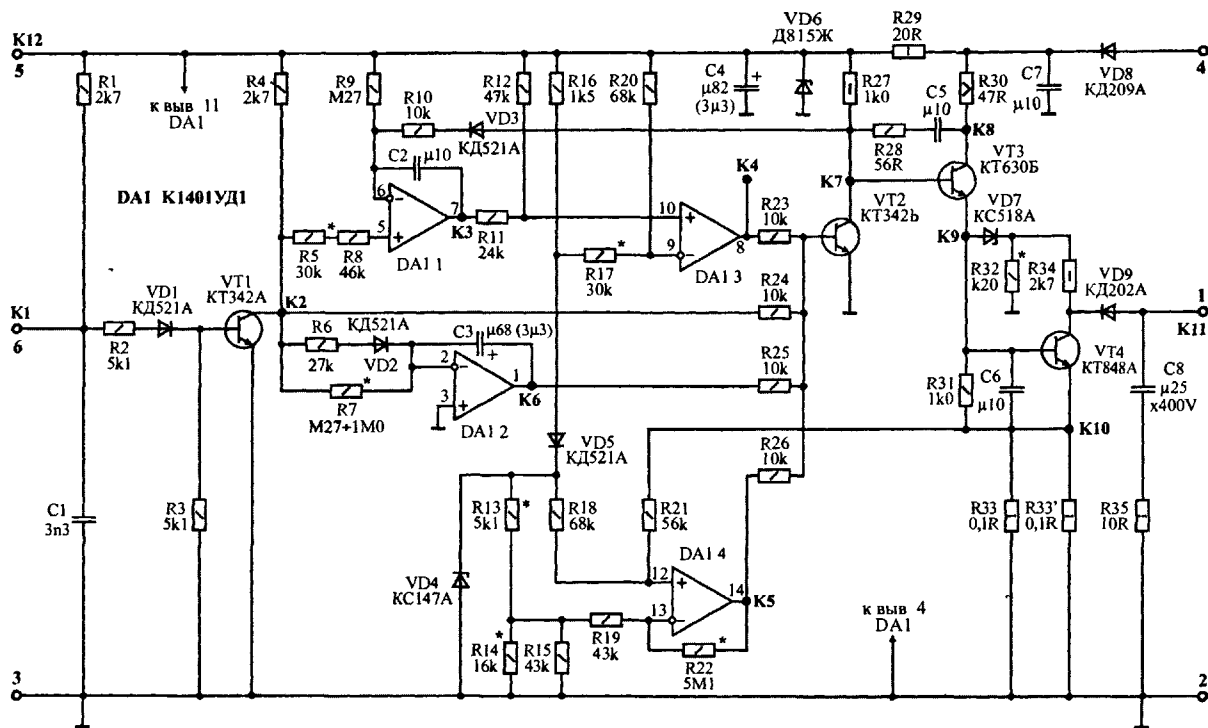 K12
5
R1
2k7
к выв 11
DA1
R4
2k7
R9
M27
R10
10k
VD3
КД521А
R12
47k
R16
1k5
R20
68k
C4
µ82
(3µ3)
+
VD6
Д815Ж
R27
1k0
R29
20R
R28
56R
C5
µ10
R30
47R
K8
C7
µ10
VD8
КД209А
4
DA1 К1401УД1
C2
µ10
6
5
7
K3
DA1 1
R5
30k
*
R8
46k
R11
24k
R17
30k
*
10
9
8
K4
DA1 3
R23
10k
K7
VT2
КТ342Ь
VT3
КТ630Б
VD7
КС518А
K9
R32
k20
*
R34
2k7
VD9
КД202А
1
K11
K1
6
R2
5k1
VD1
КД521А
VT1
КТ342А
K2
R6
27k
КД521А
VD2
C3
µ68 (3µ3)
+
R7
*
M27+1M0
2
3
1
K6
DA1 2
R24
10k
R25
10k
R26
10k
VT4
КТ848А
R31
1k0
C6
µ10
C8
µ25
x400V
K10
C1
3n3
R3
5k1
VD5
КД521А
VD4
КС147А
R13
5k1
*
R18
68k
R21
56k
DA1 4
12
13
14
K5
R14
16k
*
R15
43k
R19
43k
R22
5M1
*
R33
0,1R
R33'
0,1R
R35
10R
к выв 4
DA1
3
2